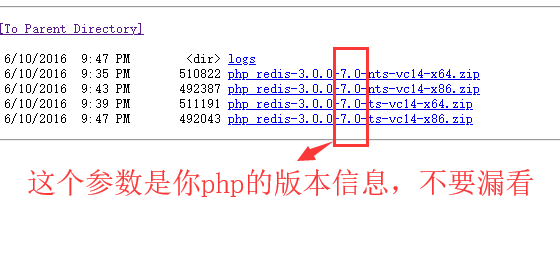 [To Parent Directory]
6/10/2016 9:47 PM <dir> logs
6/10/2016 9:35 PM 510822 php_redis-3.0.0-7.0-nts-vc14-x64.zip
6/10/2016 9:43 PM 492387 php_redis-3.0.0-7.0-nts-vc14-x86.zip
6/10/2016 9:39 PM 511191 php_redis-3.0.0-7.0-ts-vc14-x64.zip
6/10/2016 9:47 PM 492043 php_redis-3.0.0-7.0-ts-vc14-x86.zip
这个参数是你php的版本信息，不要漏看